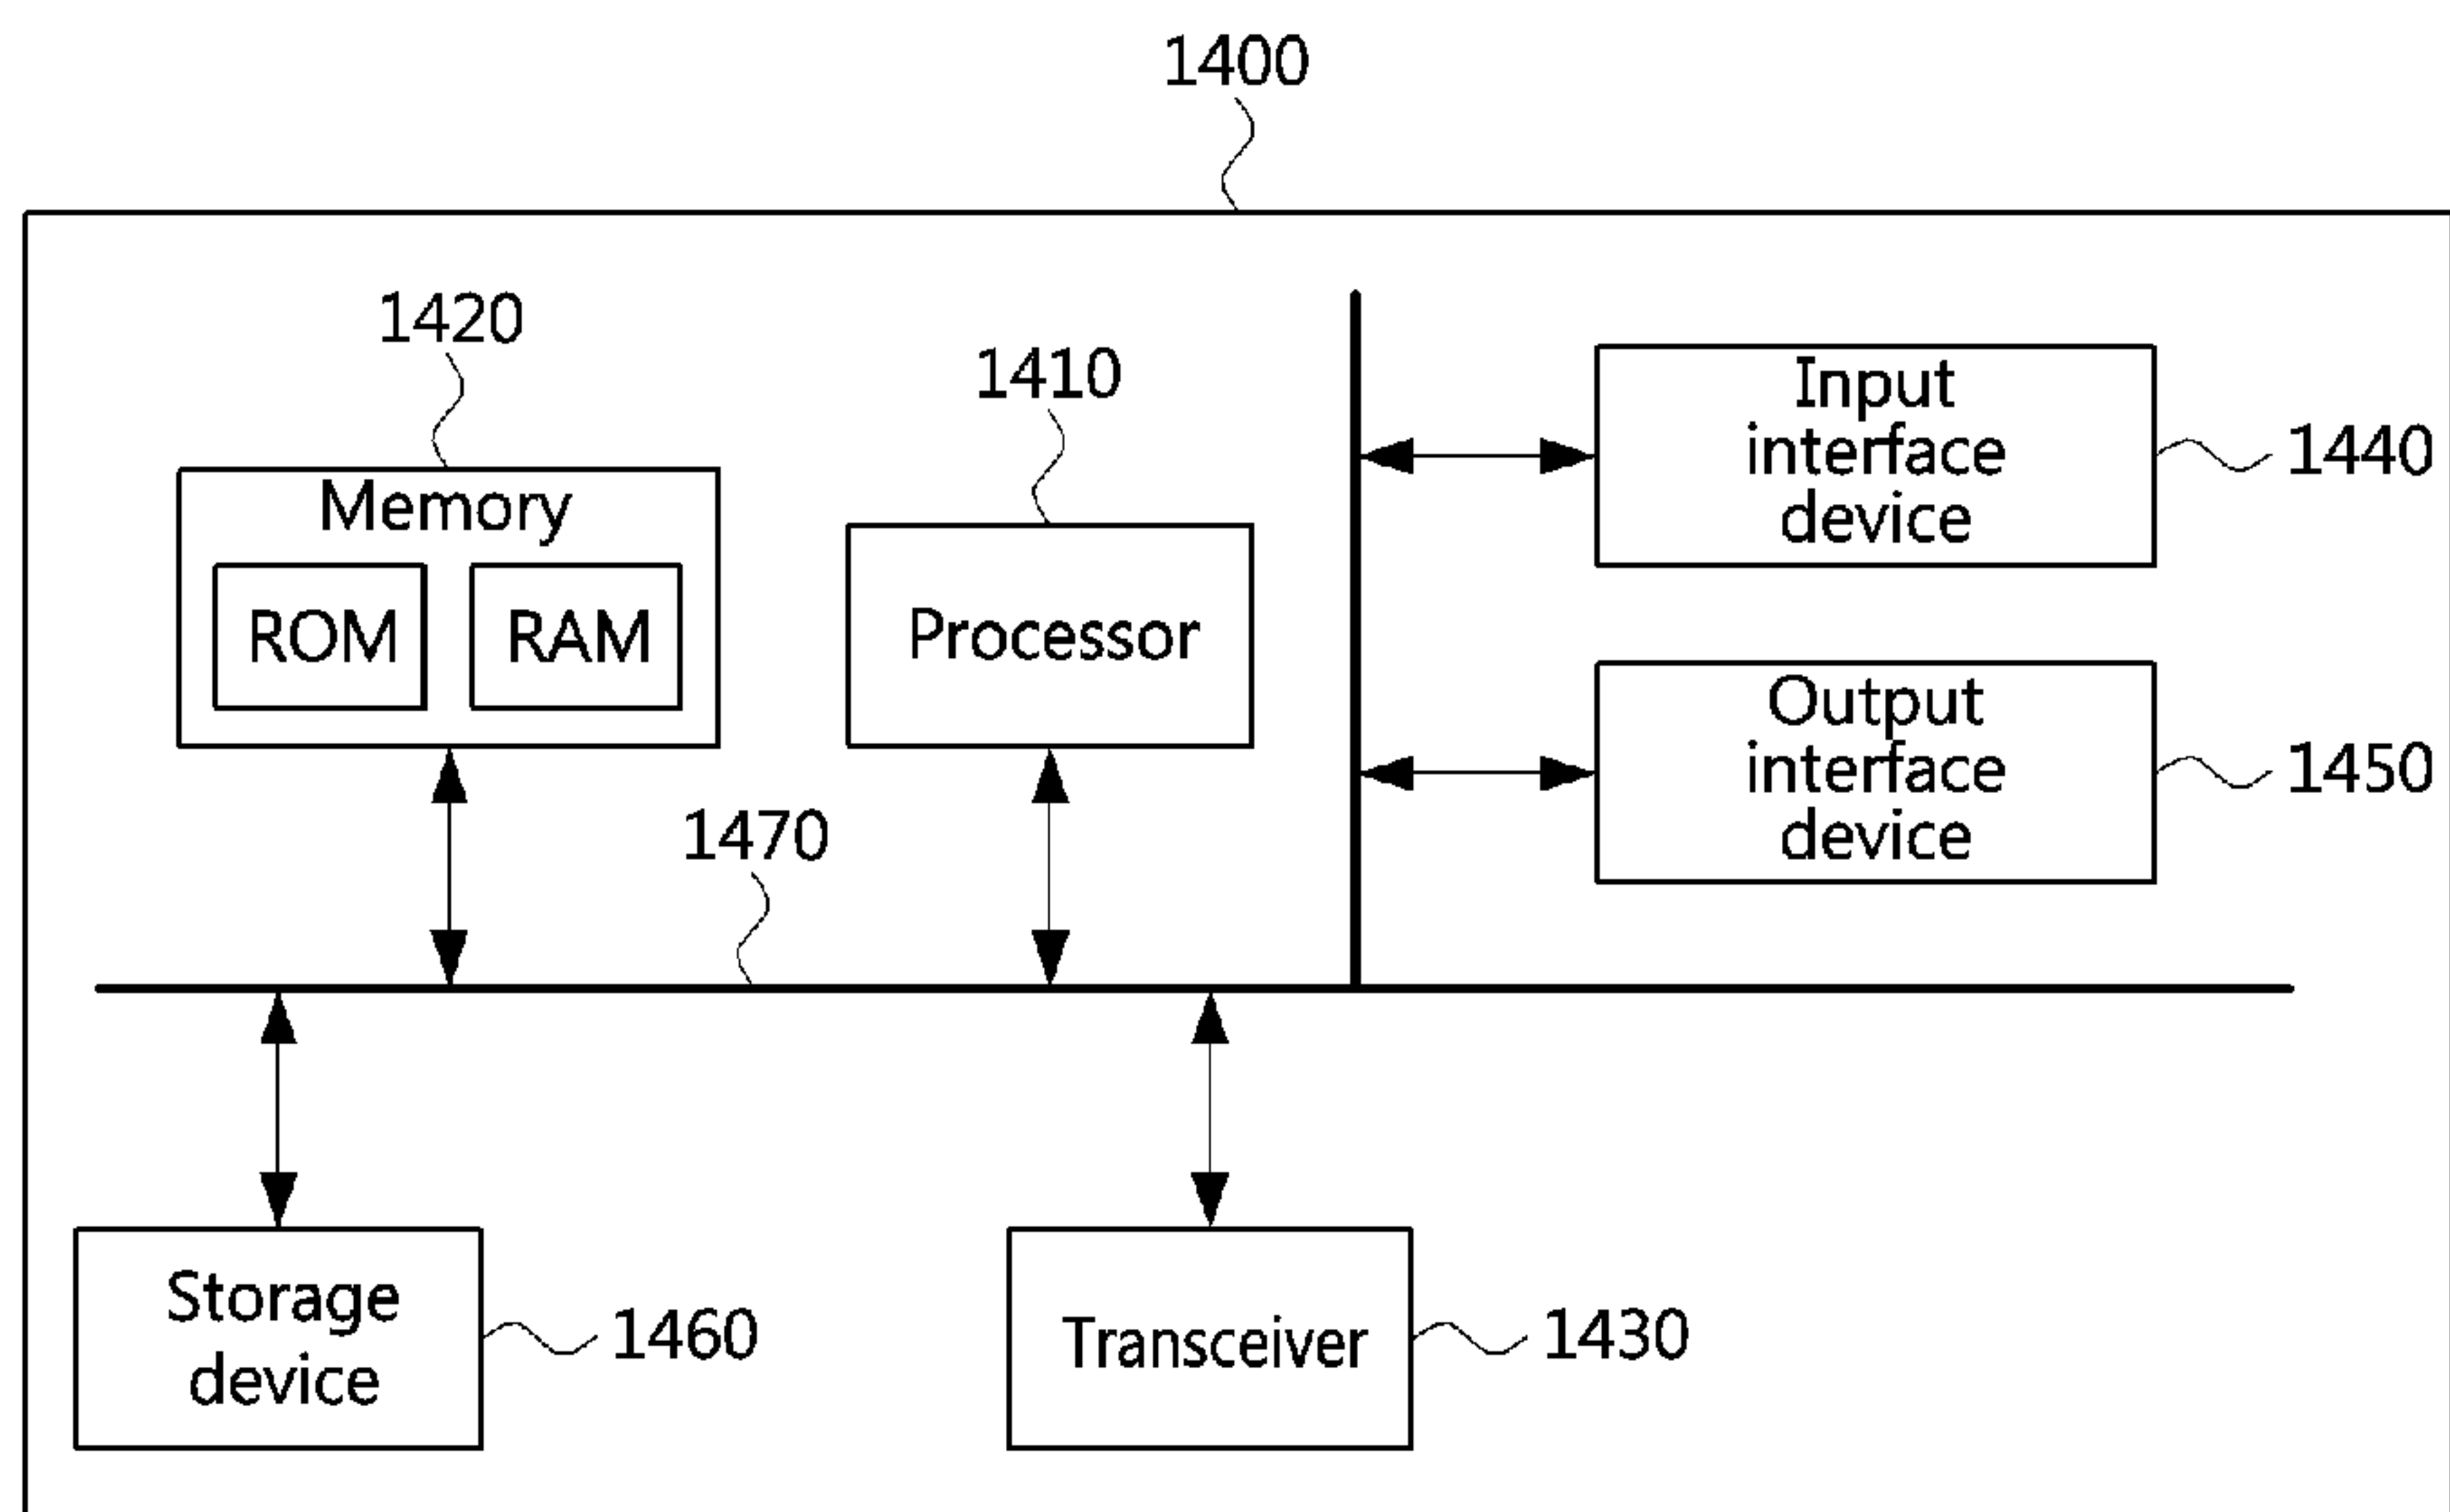 1400
1420
1410
Input
interface
device
1440
Memory
ROM RAM
Processor
Output
interface
device
1450
1470
Storage
device
1460
Transceiver
1430